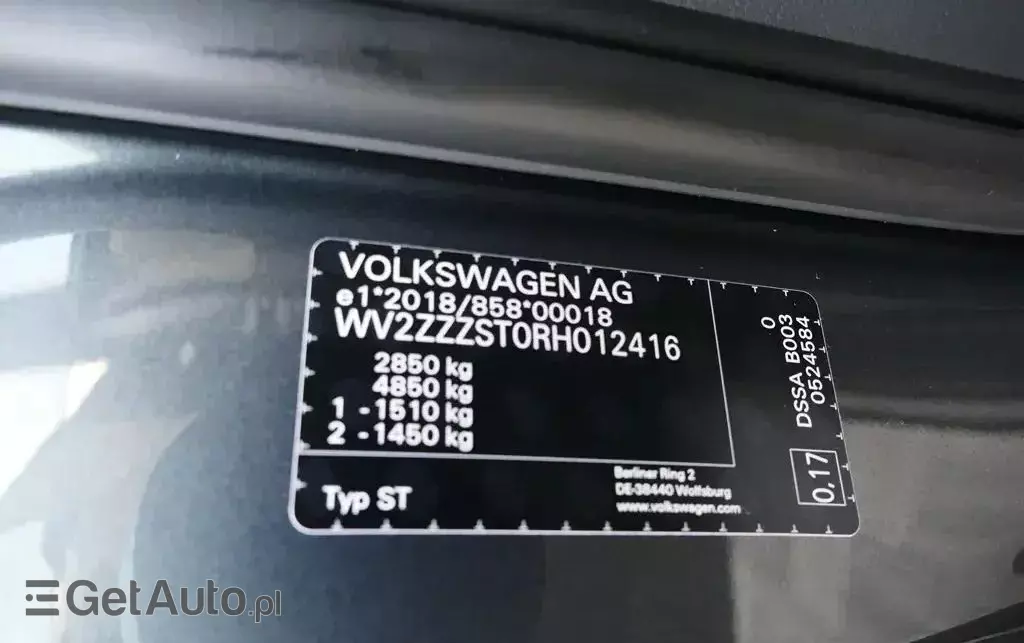 VOLKSWAGEN AG
e1*2018/858*00018
WV2ZZZST0RH012416
2850 kg
4850 kg
1 -1510 kg
2 -1450 kg
Typ ST
Berliner Ring 2
DE-38440 Wolfsburg
www.volkswagen.com
0
DSSA B003
0524584
0,17
GetAuto.pl